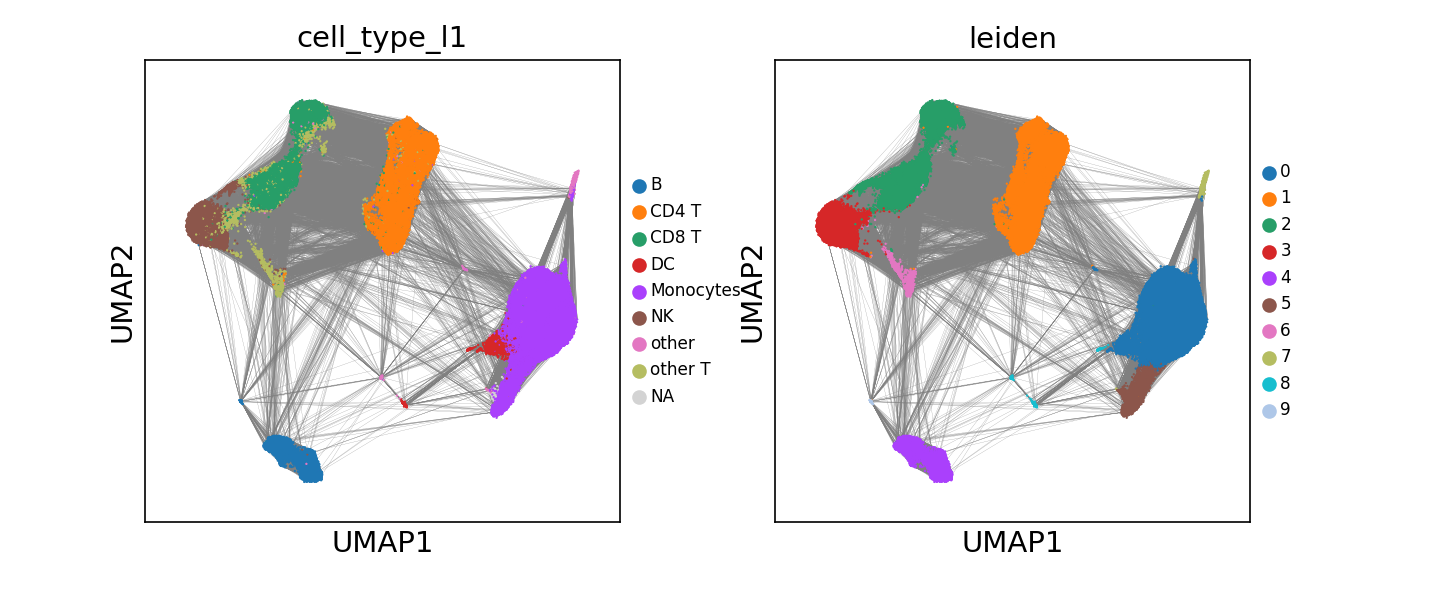 cell_type_l1
UMAP2
UMAP1
B
CD4 T
CD8 T
DC
Monocytes
NK
other
other T
NA
leiden
UMAP2
UMAP1
0
1
2
3
4
5
6
7
8
9